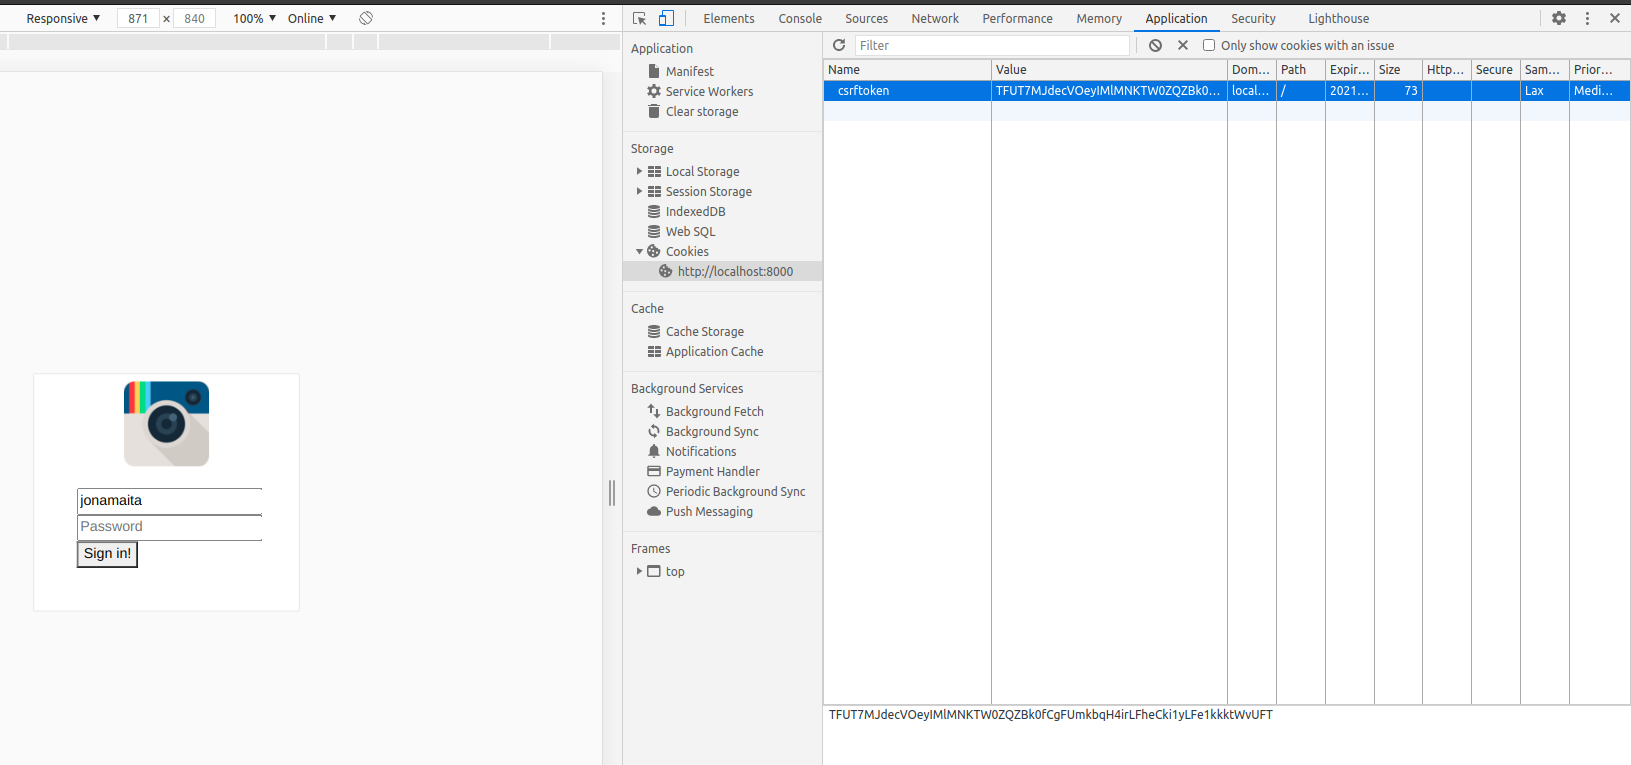 Responsive ▼ 871 × 840 100% ▼ Online ▼
Elements Console Sources Network Performance Memory Application Security Lighthouse
Application
Manifest
Service Workers
Clear storage
Storage
Local Storage
Session Storage
IndexedDB
Web SQL
Cookies
http://localhost:8000
Cache
Cache Storage
Application Cache
Background Services
Background Fetch
Background Sync
Notifications
Payment Handler
Periodic Background Sync
Push Messaging
Frames
top
Filter Only show cookies with an issue
Name Value Dom... Path Expir... Size Http... Secure Sam... Prior...
csrftoken TFUT7MJdecVOeyIMlMNKTW0ZQZBk0... local... / 2021... 73 Lax Medi...
TFUT7MJdecVOeyIMlMNKTW0ZQZBk0fCgFUmkbqH4irLFheCki1yLFe1kkktWvUFT
jonamaita
Password
Sign in!